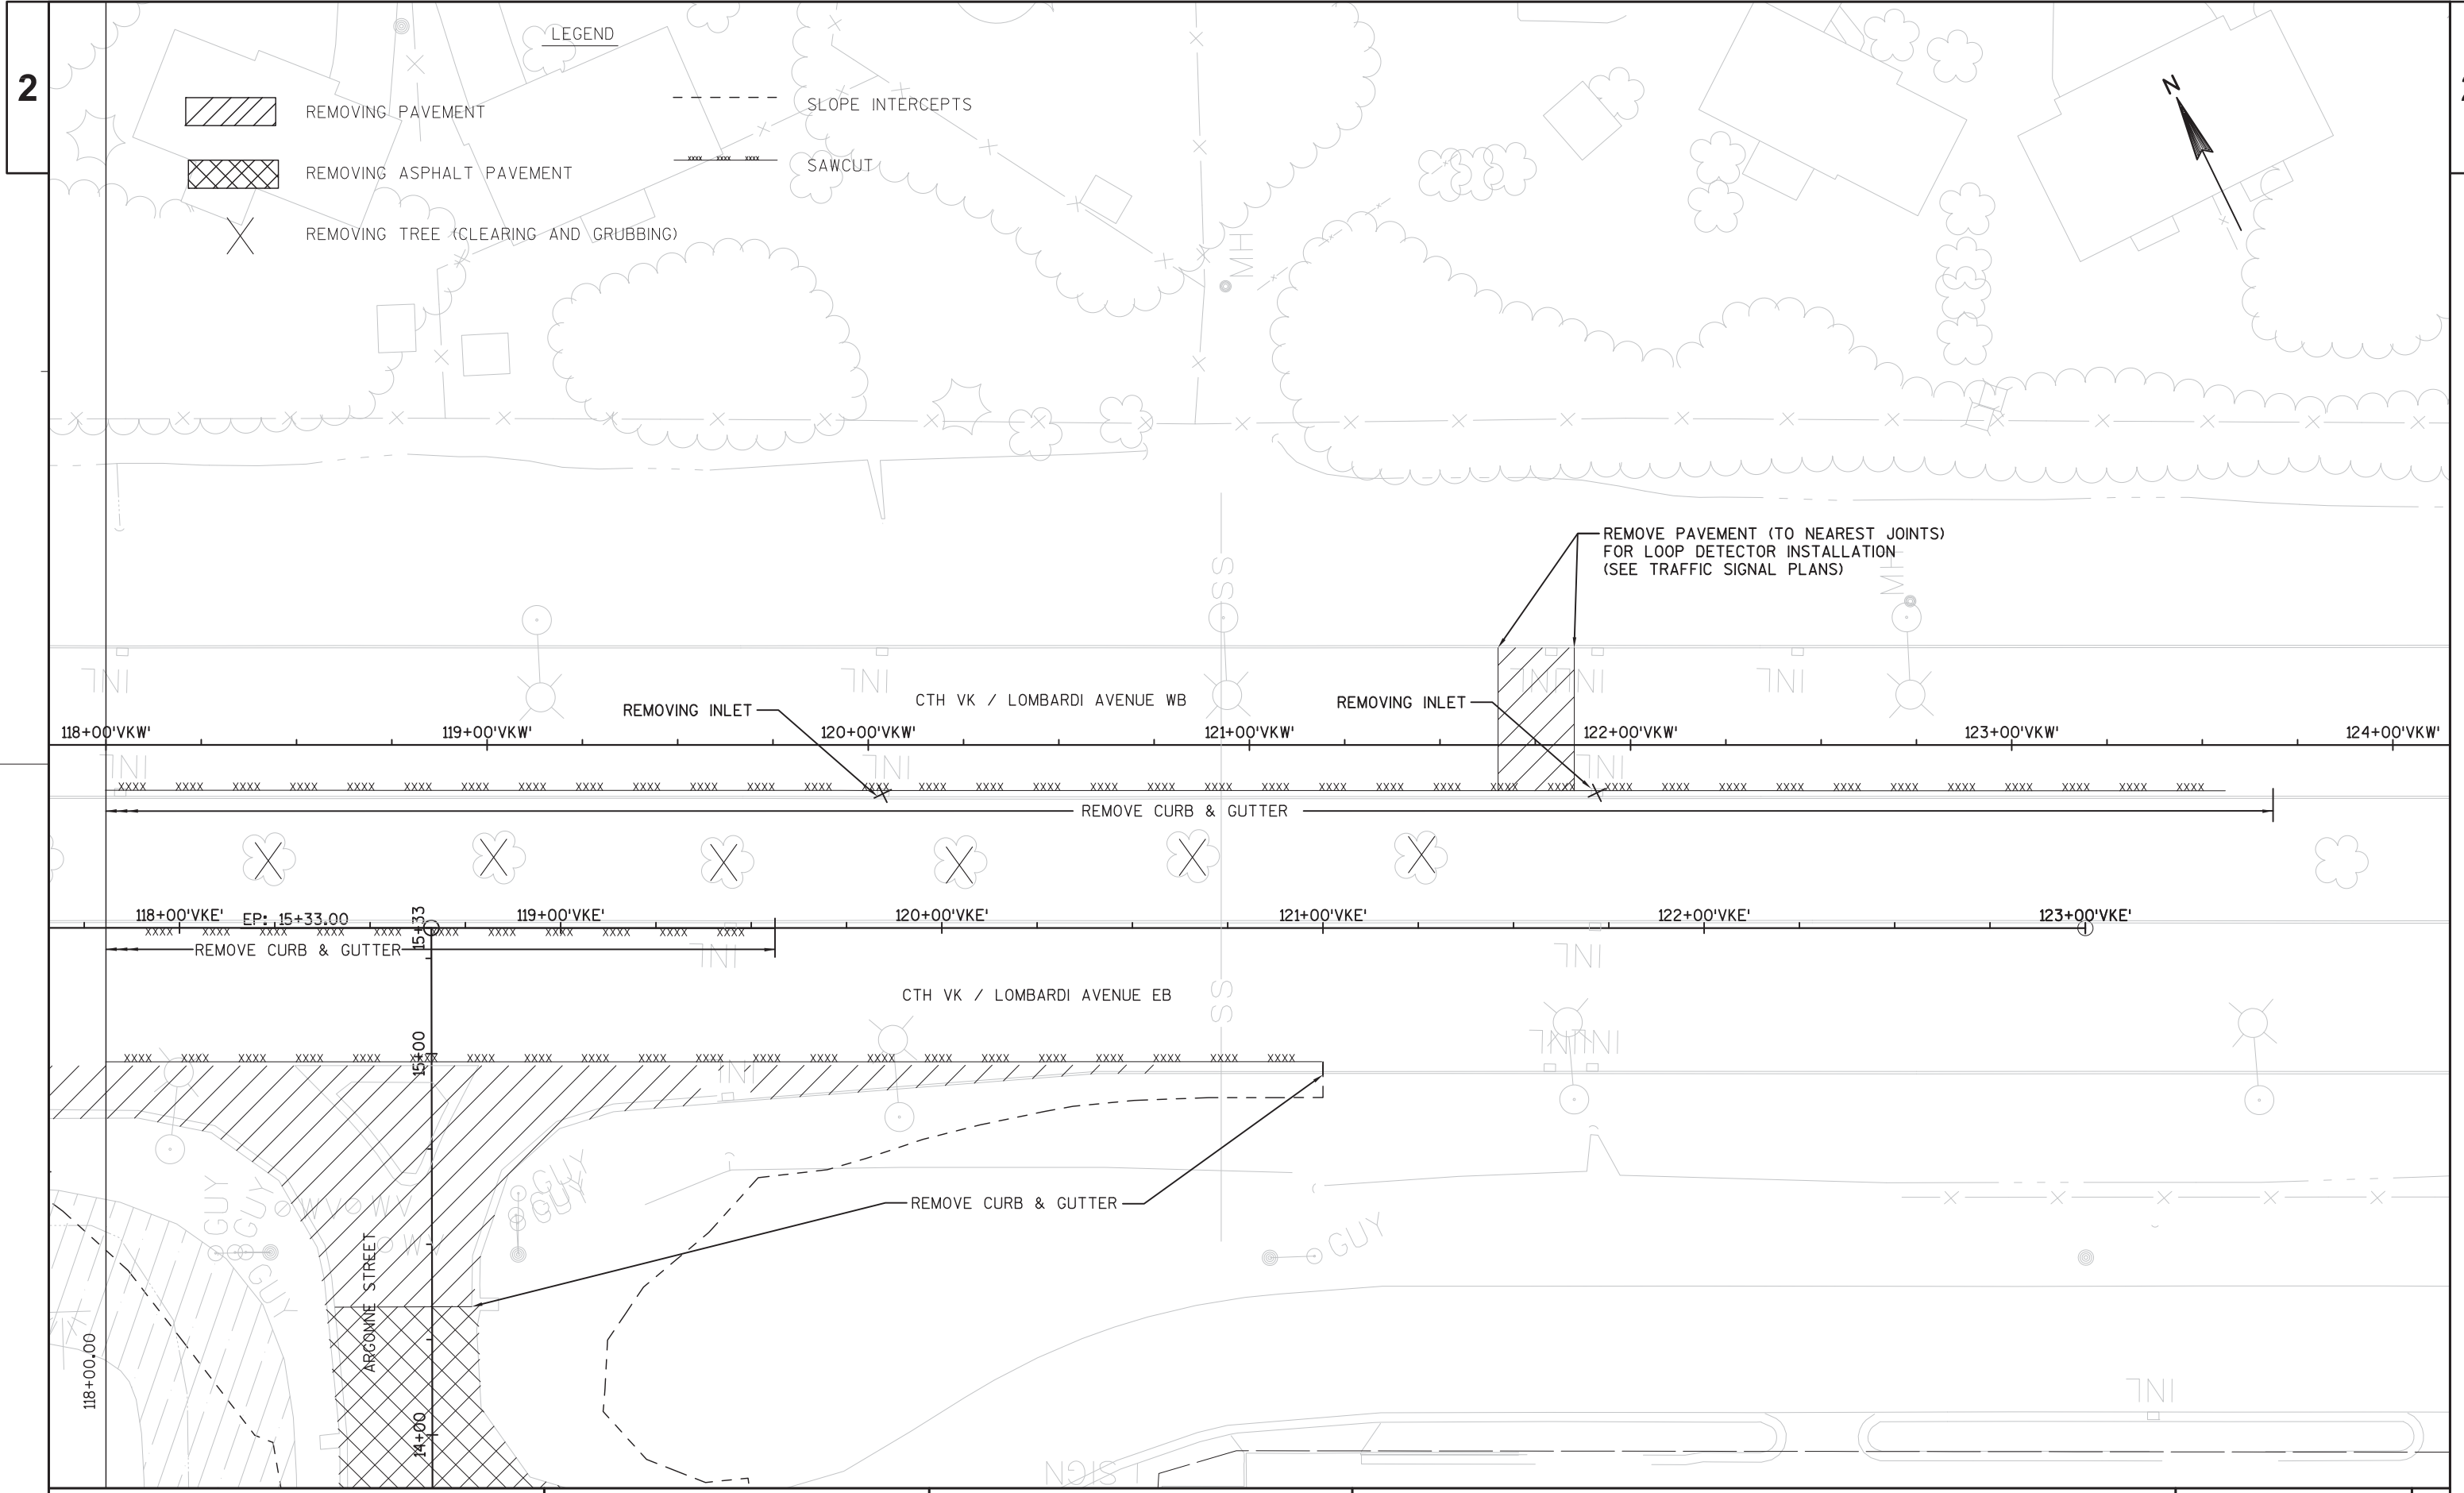 2
LEGEND
REMOVING PAVEMENT
SLOPE INTERCEPTS
REMOVING ASPHALT PAVEMENT
SAWCUT
REMOVING TREE (CLEARING AND GRUBBING)
N
MH
REMOVE PAVEMENT (TO NEAREST JOINTS)
FOR LOOP DETECTOR INSTALLATION
(SEE TRAFFIC SIGNAL PLANS)
MH
SS
INL
INL
INL
INL
INL
CTH VK / LOMBARDI AVENUE WB
REMOVING INLET
REMOVING INLET
118+00'VKW'
119+00'VKW'
120+00'VKW'
121+00'VKW'
122+00'VKW'
123+00'VKW'
124+00'VKW'
INL
INL
INL
REMOVE CURB & GUTTER
118+00'VKE'
EP: 15+33.00
15+33
119+00'VKE'
120+00'VKE'
121+00'VKE'
122+00'VKE'
123+00'VKE'
REMOVE CURB & GUTTER
INL
INL
CTH VK / LOMBARDI AVENUE EB
SS
15+00
INL
INL
INL
GUY
GUY
GUY
GUY
GUY
WV
WV
WV
REMOVE CURB & GUTTER
GUY
ARGONNE STREET
118+00.00
14+00
INL
SIGN